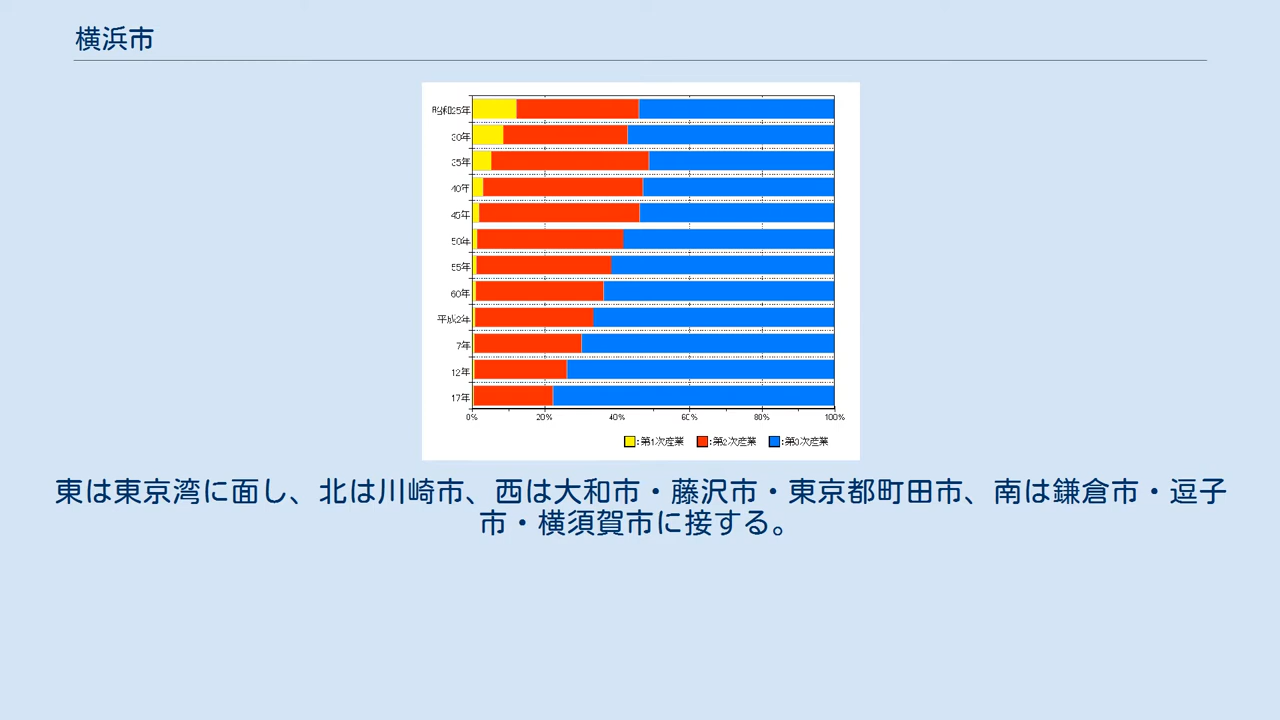 横浜市
昭和25年
30年
35年
40年
45年
50年
55年
60年
平成2年
7年
12年
17年
0% 20% 40% 60% 80% 100%
:第1次産業 :第2次産業 :第3次産業
東は東京湾に面し、北は川崎市、西は大和市・藤沢市・東京都町田市、南は鎌倉市・逗子
市・横須賀市に接する。